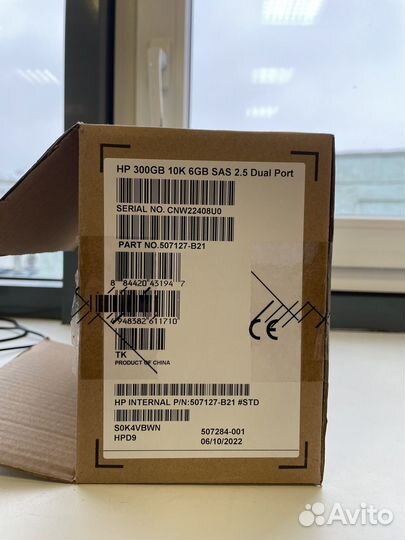 HP 300GB 10K 6GB SAS 2.5 Dual Port
SERIAL NO. CNW22408U0
PART NO.507127-B21
8 84420 43194 7
948382 611710
TK
PRODUCT OF CHINA
CE
HP INTERNAL P/N:507127-B21 #STD
S0K4VBWN
HPD9
507284-001
06/10/2022
Avito